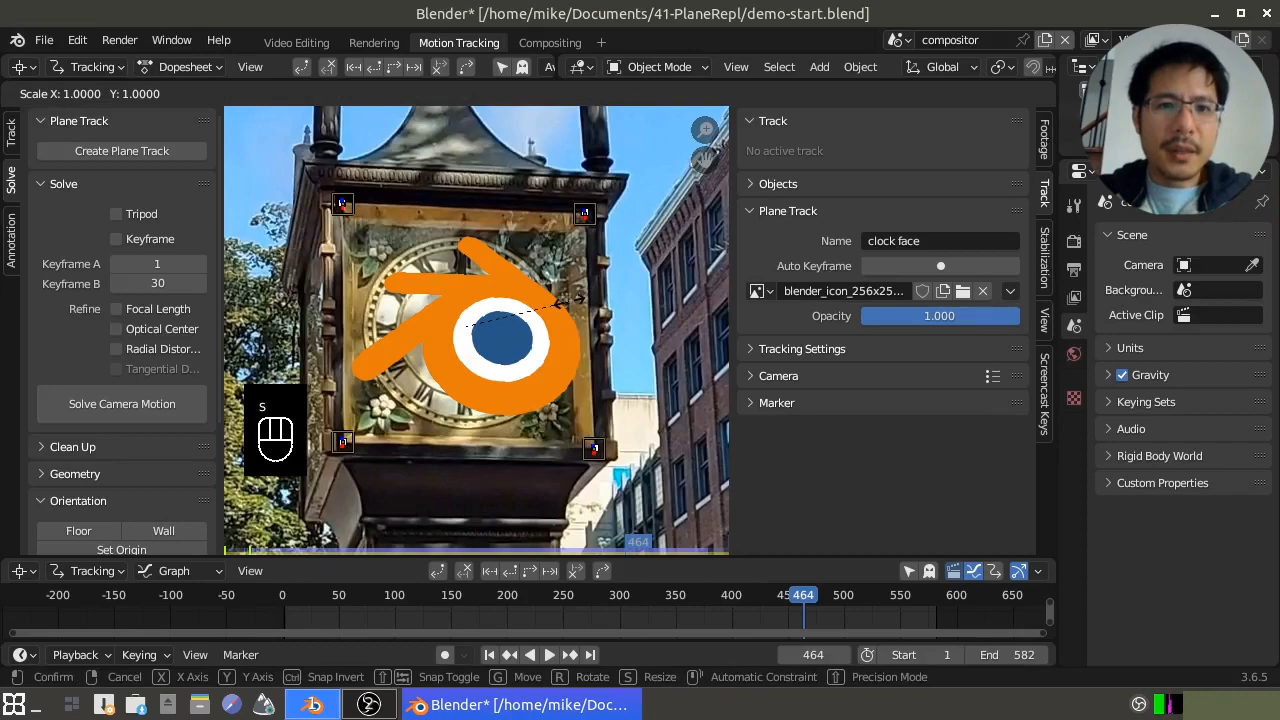 Blender* [/home/mike/Documents/41-PlaneRepl/demo-start.blend]
File Edit Render Window Help
Video Editing Rendering Motion Tracking Compositing
compositor
Tracking Dopesheet View
Object Mode View Select Add Object Global
Scale X: 1.0000 Y: 1.0000
Track
Solve
Annotation
Plane Track
Create Plane Track
Solve
Tripod
Keyframe
Keyframe A 1
Keyframe B 30
Refine Focal Length
Optical Center
Radial Distor...
Tangential D...
Solve Camera Motion
Clean Up
Geometry
Orientation
Floor Wall
Set Origin
S
464
Track
No active track
Objects
Plane Track
Name clock face
Auto Keyframe
blender_icon_256x25...
Opacity 1.000
Tracking Settings
Camera
Marker
Footage
Track
Stabilization
View
Screencast Keys
Scene
Camera
Backgrou...
Active Clip
Units
Gravity
Keying Sets
Audio
Rigid Body World
Custom Properties
Tracking Graph View
-200 -150 -100 -50 0 50 100 150 200 250 300 350 400 45 464 500 550 600 650
Playback Keying View Marker 464 Start 1 End 582
Confirm Cancel X X Axis Y Y Axis Ctrl Snap Invert Snap Toggle G Move R Rotate S Resize Automatic Constraint Precision Mode 3.6.5
Blender* [/home/mike/Doc...